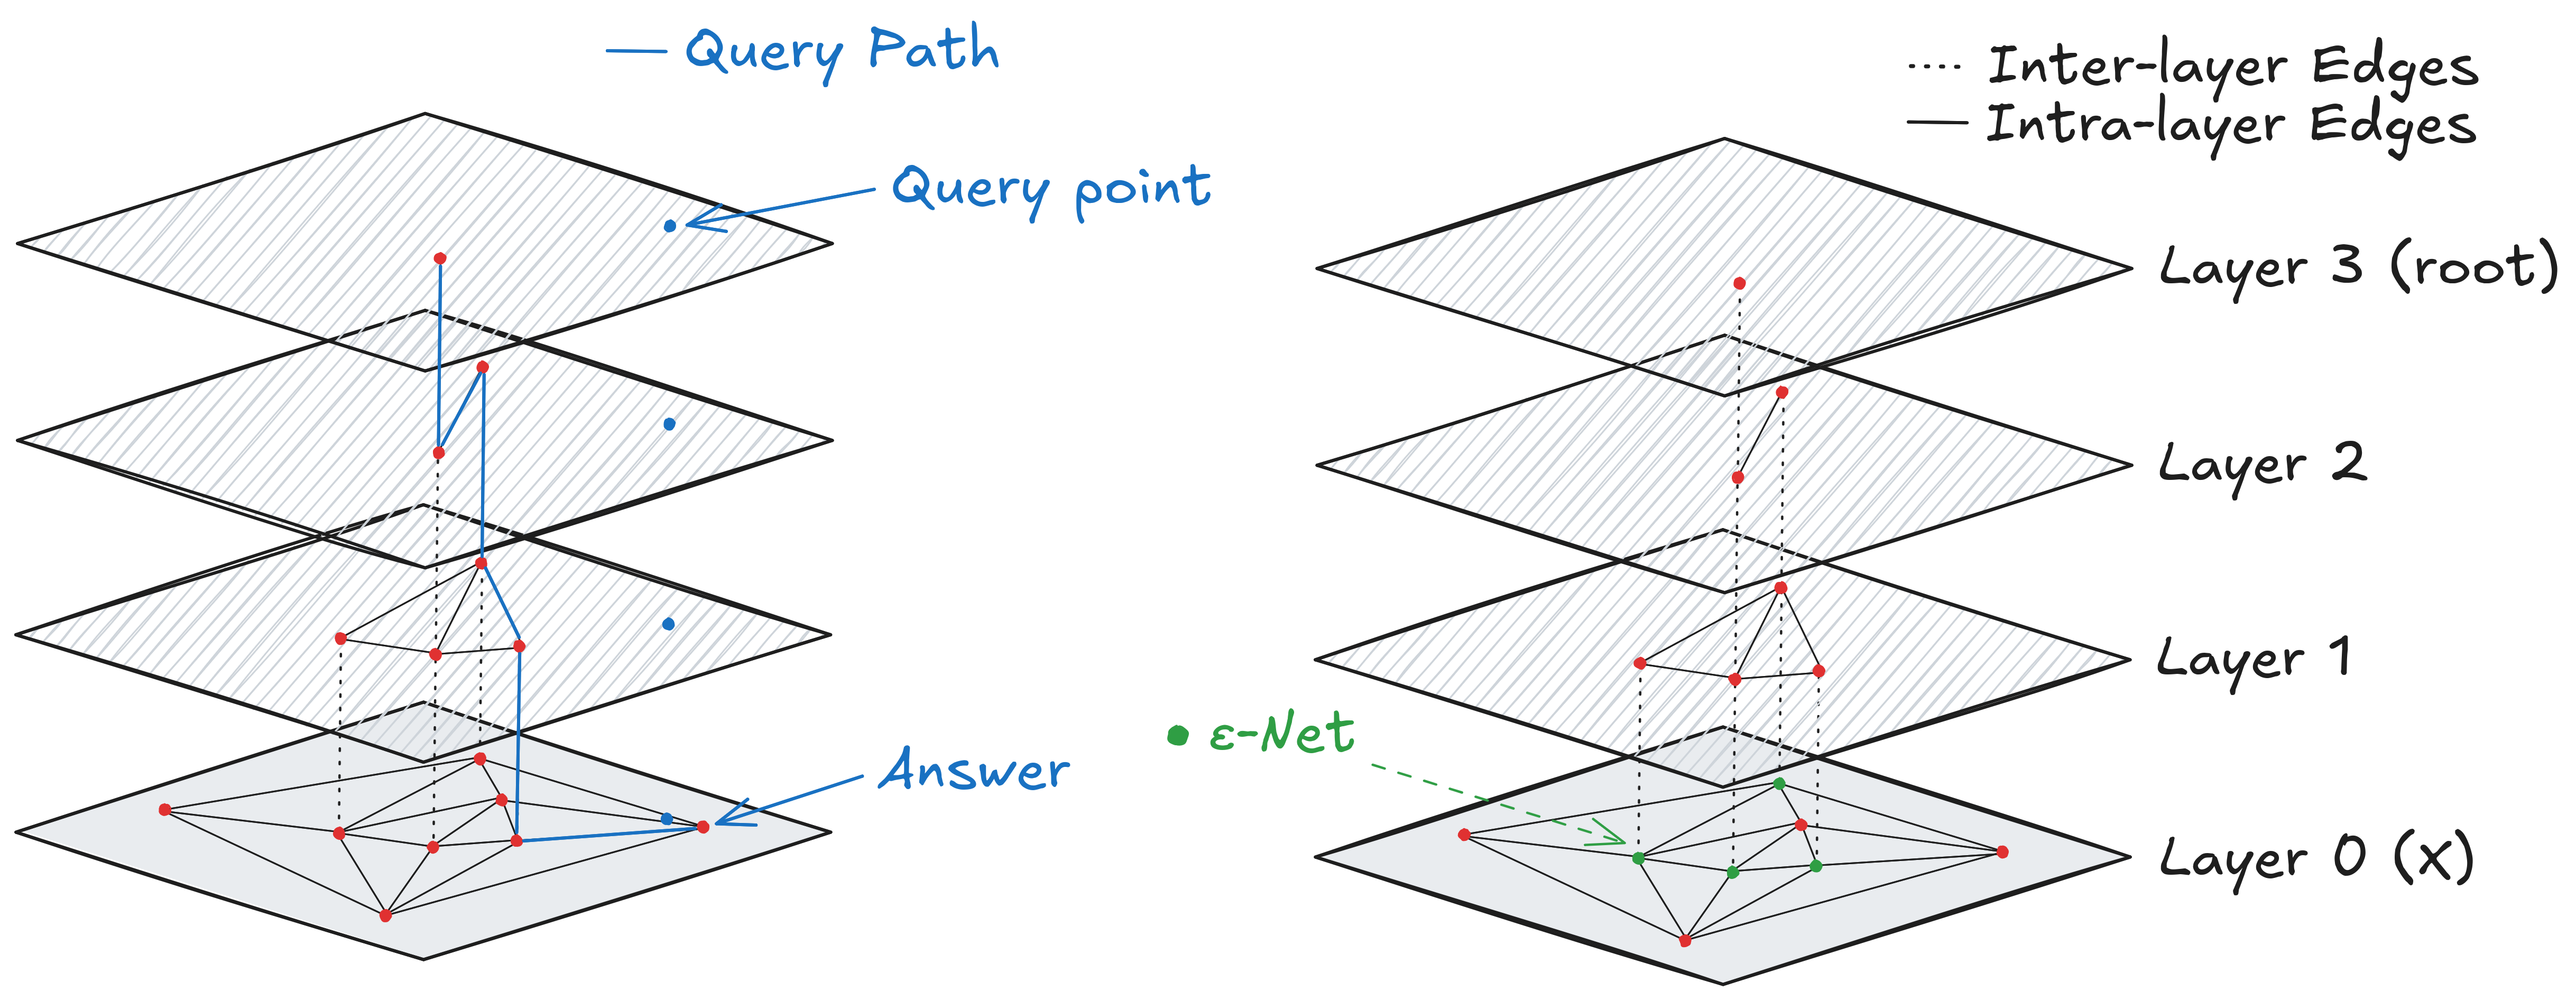 Query Path
Query point
Answer
Inter-layer Edges
Intra-layer Edges
Layer 3 (root)
Layer 2
Layer 1
ε-Net
Layer 0 (X)